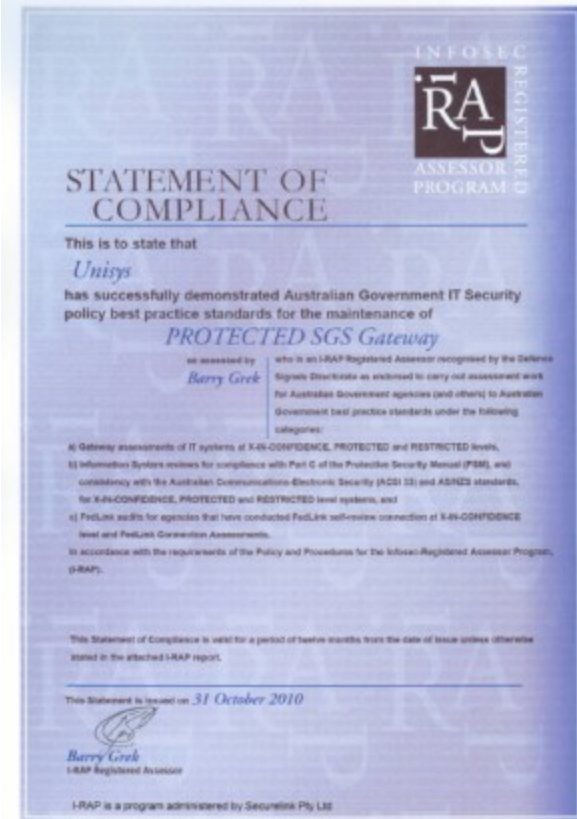 INFOSEC
REGISTERED
iRAP
ASSESSOR
PROGRAM
STATEMENT OF
COMPLIANCE
This is to state that
Unisys
has successfully demonstrated Australian Government IT Security
policy best practice standards for the maintenance of
PROTECTED SGS Gateway
as assessed by
Barry Grek
who is an I-RAP Registered Assessor recognised by the Defence
Signals Directorate as endorsed to carry out assessment work
for Australian Government agencies (and others) to Australian
Government best practice standards under the following
categories:
a) Gateway assessments of IT systems at X-IN-CONFIDENCE, PROTECTED and RESTRICTED levels,
b) Information System reviews for compliance with Part C of the Protective Security Manual (PSM), and
consistency with the Australian Communications-Electronic Security (ACSI 33) and AS/NZS standards,
for X-IN-CONFIDENCE, PROTECTED and RESTRICTED level systems, and
c) FedLink audits for agencies that have conducted FedLink self-review connection at X-IN-CONFIDENCE
level and FedLink Connection Assessments,
in accordance with the requirements of the Policy and Procedures for the Infosec-Registered Assessor Program,
(I-RAP).
This Statement of Compliance is valid for a period of twelve months from the date of issue unless otherwise
stated in the attached I-RAP report.
This Statement is issued on 31 October 2010
Barry Grek
I-RAP Registered Assessor
I-RAP is a program administered by Securelink Pty Ltd